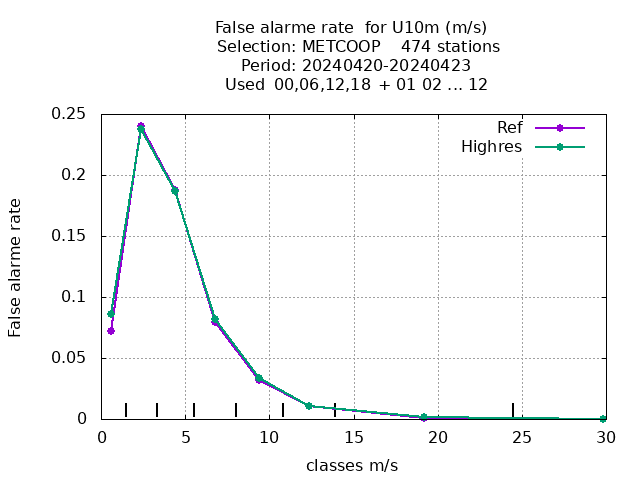 False alarme rate  for U10m (m/s)
Selection: METCOOP    474 stations
Period: 20240420-20240423
Used  00,06,12,18 + 01 02 ... 12
Ref
Highres
0.25
0.2
0.15
0.1
0.05
0
False alarme rate
0 5 10 15 20 25 30
classes m/s